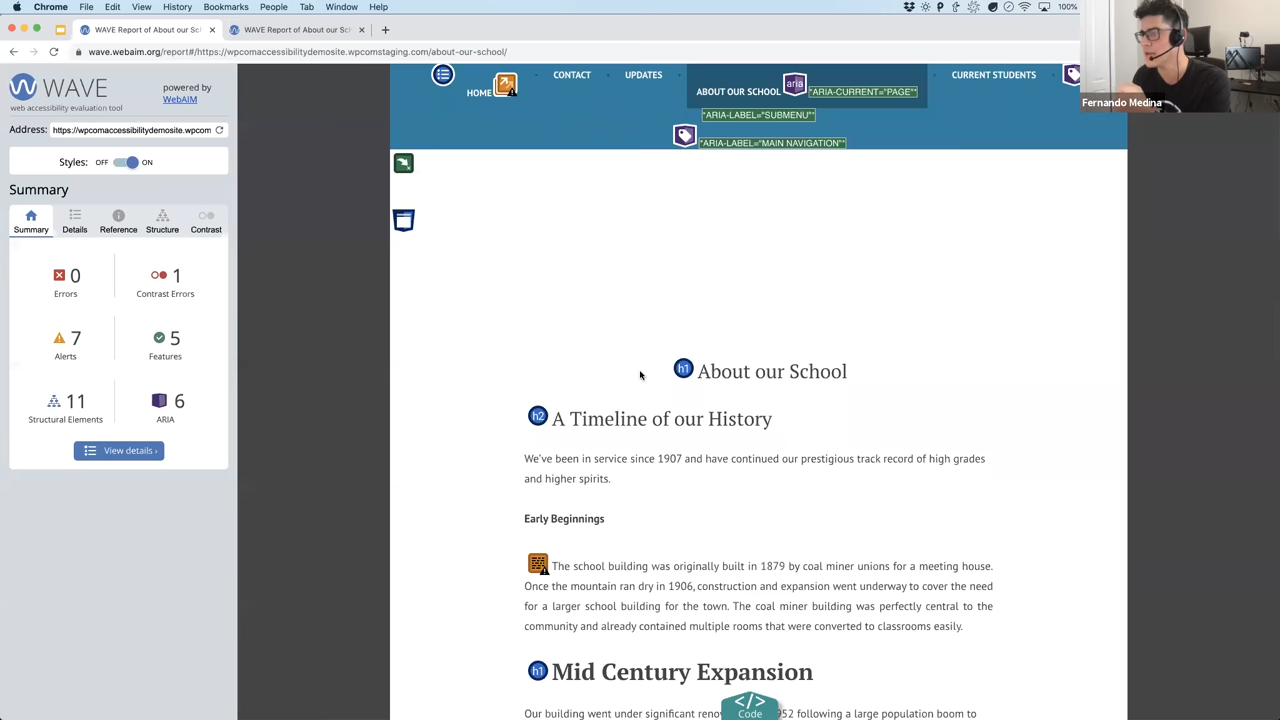 Chrome File Edit View History Bookmarks People Tab Window Help 100%
WAVE Report of About our Sc
WAVE Report of About our Sc
wave.webaim.org/report#/https://wpcomaccessibilitydemosite.wpcomstaging.com/about-our-school/
WAVE
web accessibility evaluation tool
powered by
WebAIM
Address: https://wpcomaccessibilitydemosite.wpcom
Styles: OFF ON
Summary
Summary Details Reference Structure Contrast
0 Errors
1 Contrast Errors
7 Alerts
5 Features
11 Structural Elements
6 ARIA
View details ›
HOME
CONTACT
UPDATES
ABOUT OUR SCHOOL
aria
*ARIA-CURRENT="PAGE"*
*ARIA-LABEL="SUBMENU"*
CURRENT STUDENTS
*ARIA-LABEL="MAIN NAVIGATION"*
Fernando Medina
h1 About our School
h2 A Timeline of our History
We've been in service since 1907 and have continued our prestigious track record of high grades
and higher spirits.
Early Beginnings
The school building was originally built in 1879 by coal miner unions for a meeting house.
Once the mountain ran dry in 1906, construction and expansion went underway to cover the need
for a larger school building for the town. The coal miner building was perfectly central to the
community and already contained multiple rooms that were converted to classrooms easily.
h1 Mid Century Expansion
Our building went under significant reno 952 following a large population boom to
</> Code